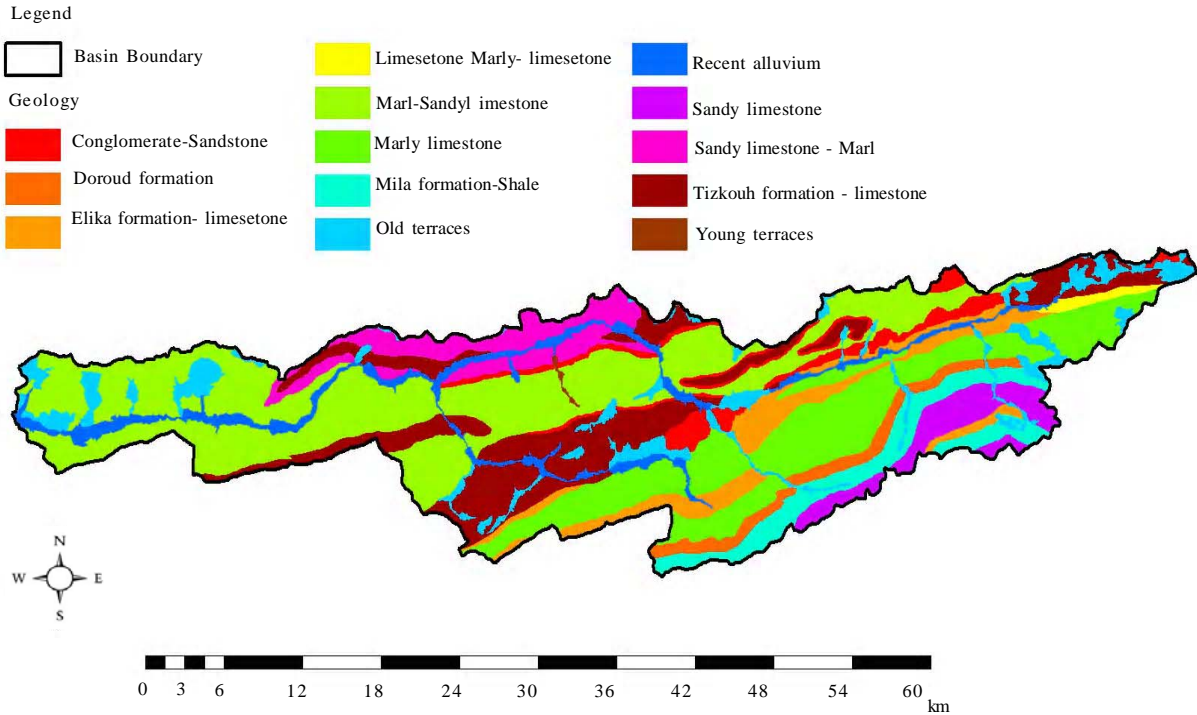 Legend
Basin Boundary
Geology
Conglomerate-Sandstone
Doroud formation
Elika formation- limesetone
Limesetone Marly- limesetone
Marl-Sandyl imestone
Marly limestone
Mila formation-Shale
Old terraces
Recent alluvium
Sandy limestone
Sandy limestone - Marl
Tizkouh formation - limestone
Young terraces
N
W E
S
0 3 6 12 18 24 30 36 42 48 54 60
km